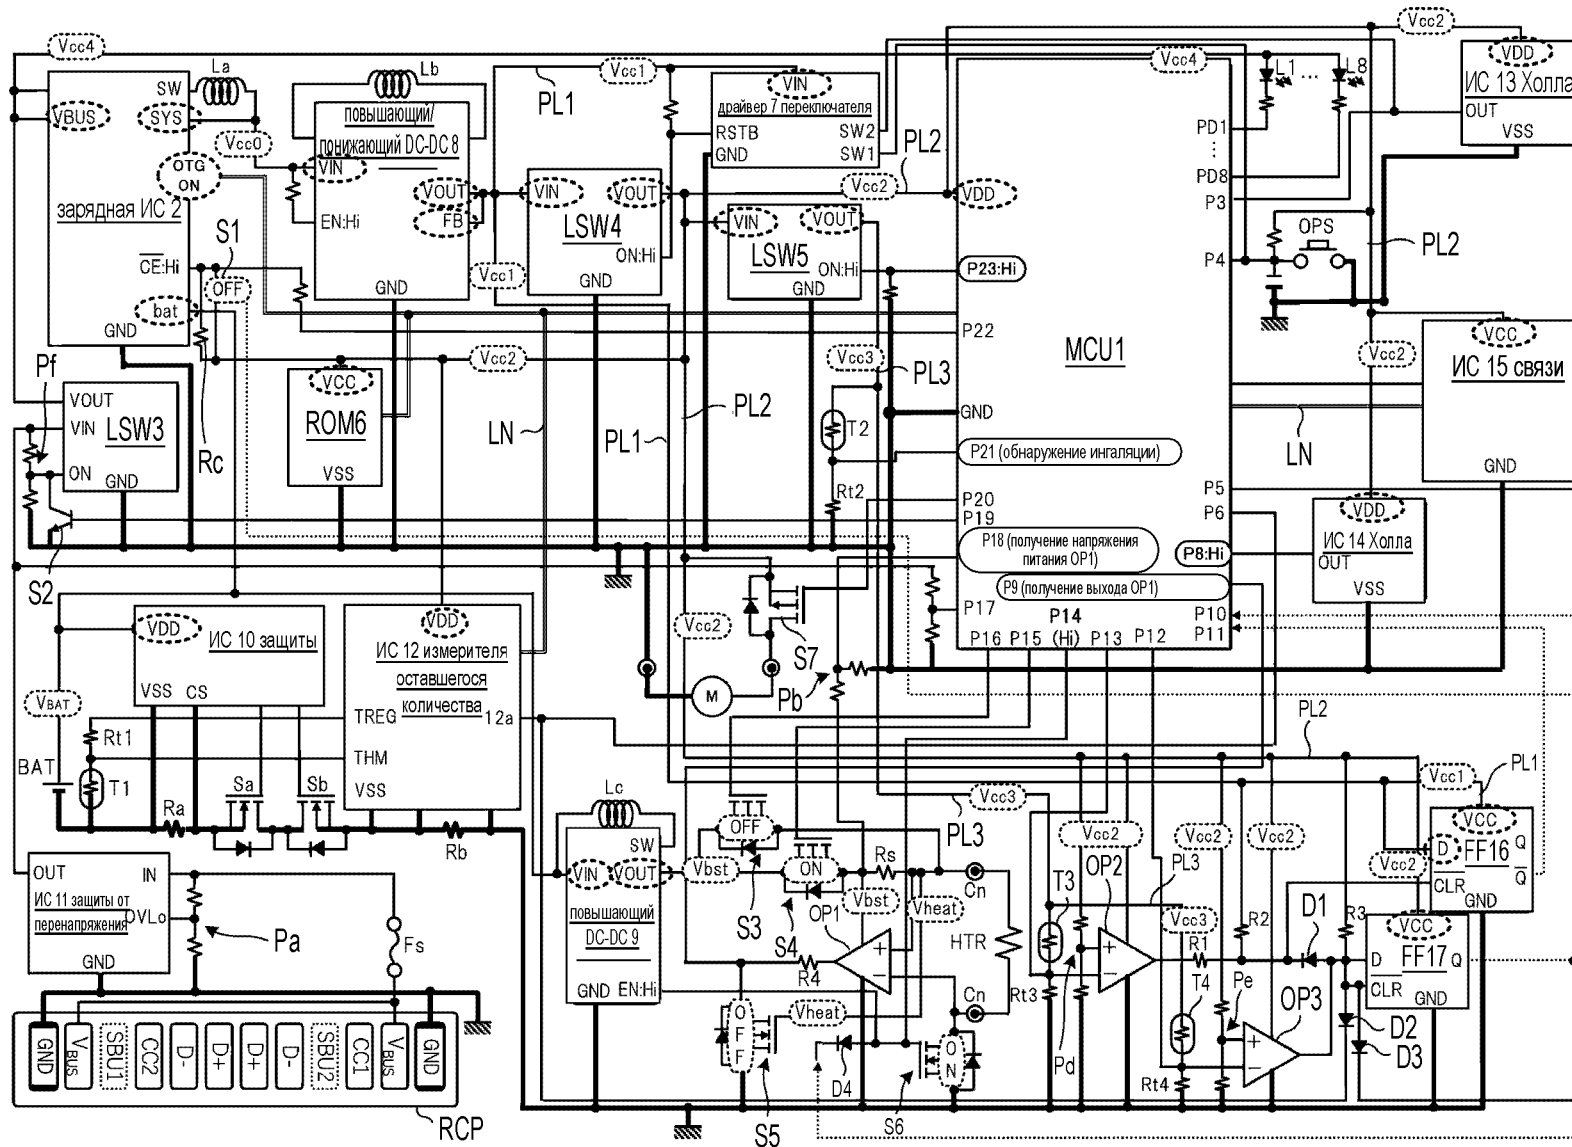 Vcc4
Vcc1
Vcc4
Vcc2
La
Lb
SW
VBUS
SYS
Vcc0
OTG
ON
зарядная ИС 2
S1
CE:Hi
OFF
bat
GND
повышающий/
понижающий DC-DC 8
VIN
VOUT
FB
EN:Hi
GND
PL1
VIN
VOUT
LSW4
ON:Hi
GND
Vcc1
VIN
драйвер 7 переключателя
RSTB
SW2
GND
SW1
Vcc2
PL2
VIN
VOUT
LSW5
ON:Hi
GND
VDD
P23:Hi
P22
MCU1
GND
P21 (обнаружение ингаляции)
P20
P19
P18 (получение напряжения
питания OP1)
P9 (получение выхода OP1)
P17
P16
P15
P14
(Hi)
P13
P12
PD1
⋮
PD8
P3
P4
P5
P6
P8:Hi
P10
P11
L1
...
L8
VDD
ИС 13 Холла
OUT
VSS
OPS
PL2
Vcc2
VCC
ИС 15 связи
GND
LN
VDD
ИС 14 Холла
OUT
VSS
Pf
VOUT
VIN
LSW3
ON
GND
Rc
S2
VCC
ROM6
VSS
Vcc2
LN
PL1
PL2
Vcc3
PL3
T2
Rt2
VDD
ИС 10 защиты
VSS
CS
VBAT
Rt1
BAT
T1
Ra
Sa
Sb
VDD
ИС 12 измерителя
оставшегося
количества
TREG
12a
THM
VSS
Rb
Vcc2
S7
M
Pb
OUT
IN
ИС 11 защиты от
перенапряжения
OVLo
GND
Pa
Fs
GND
VBUS
SBU1
CC2
D-
D+
D+
D-
SBU2
CC1
VBUS
GND
RCP
Lc
SW
VIN
VOUT
повышающий
DC-DC 9
GND
EN:Hi
Vbst
OFF
S3
ON
S4
Rs
Vbst
OP1
Vheat
Cn
HTR
Cn
+
−
R4
OFF
Vheat
S5
D4
S6
ON
PL3
Vcc3
T3
Rt3
Pd
Vcc2
OP2
+
−
PL3
Vcc3
R1
T4
Rt4
Vcc2
Pe
Vcc2
R2
+
−
OP3
D1
R3
D2
D3
PL2
Vcc1
PL1
VCC
D
Q
FF16
CLR
Q
GND
Vcc2
VCC
D
FF17
Q
CLR
GND